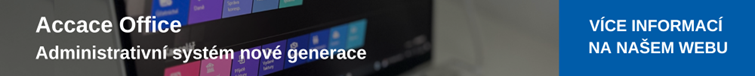 Accace Office
Administrativní systém nové generace
VÍCE INFORMACÍ
NA NAŠEM WEBU